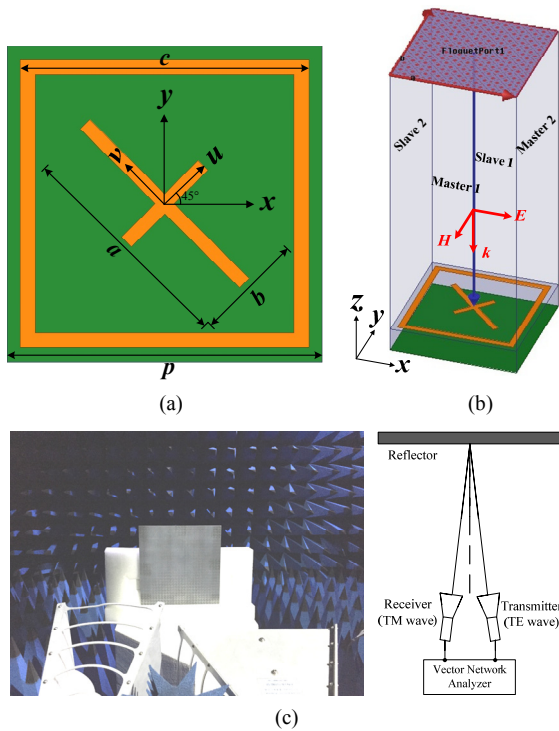 c
y
v
u
45°
x
a
b
p
(a)
(b)
FloquetPort1
Slave 2
Slave 1
Master 2
Master 1
E
H
k
z
y
x
Reflector
Receiver
(TM wave)
Transmitter
(TE wave)
Vector Network
Analyzer
(c)